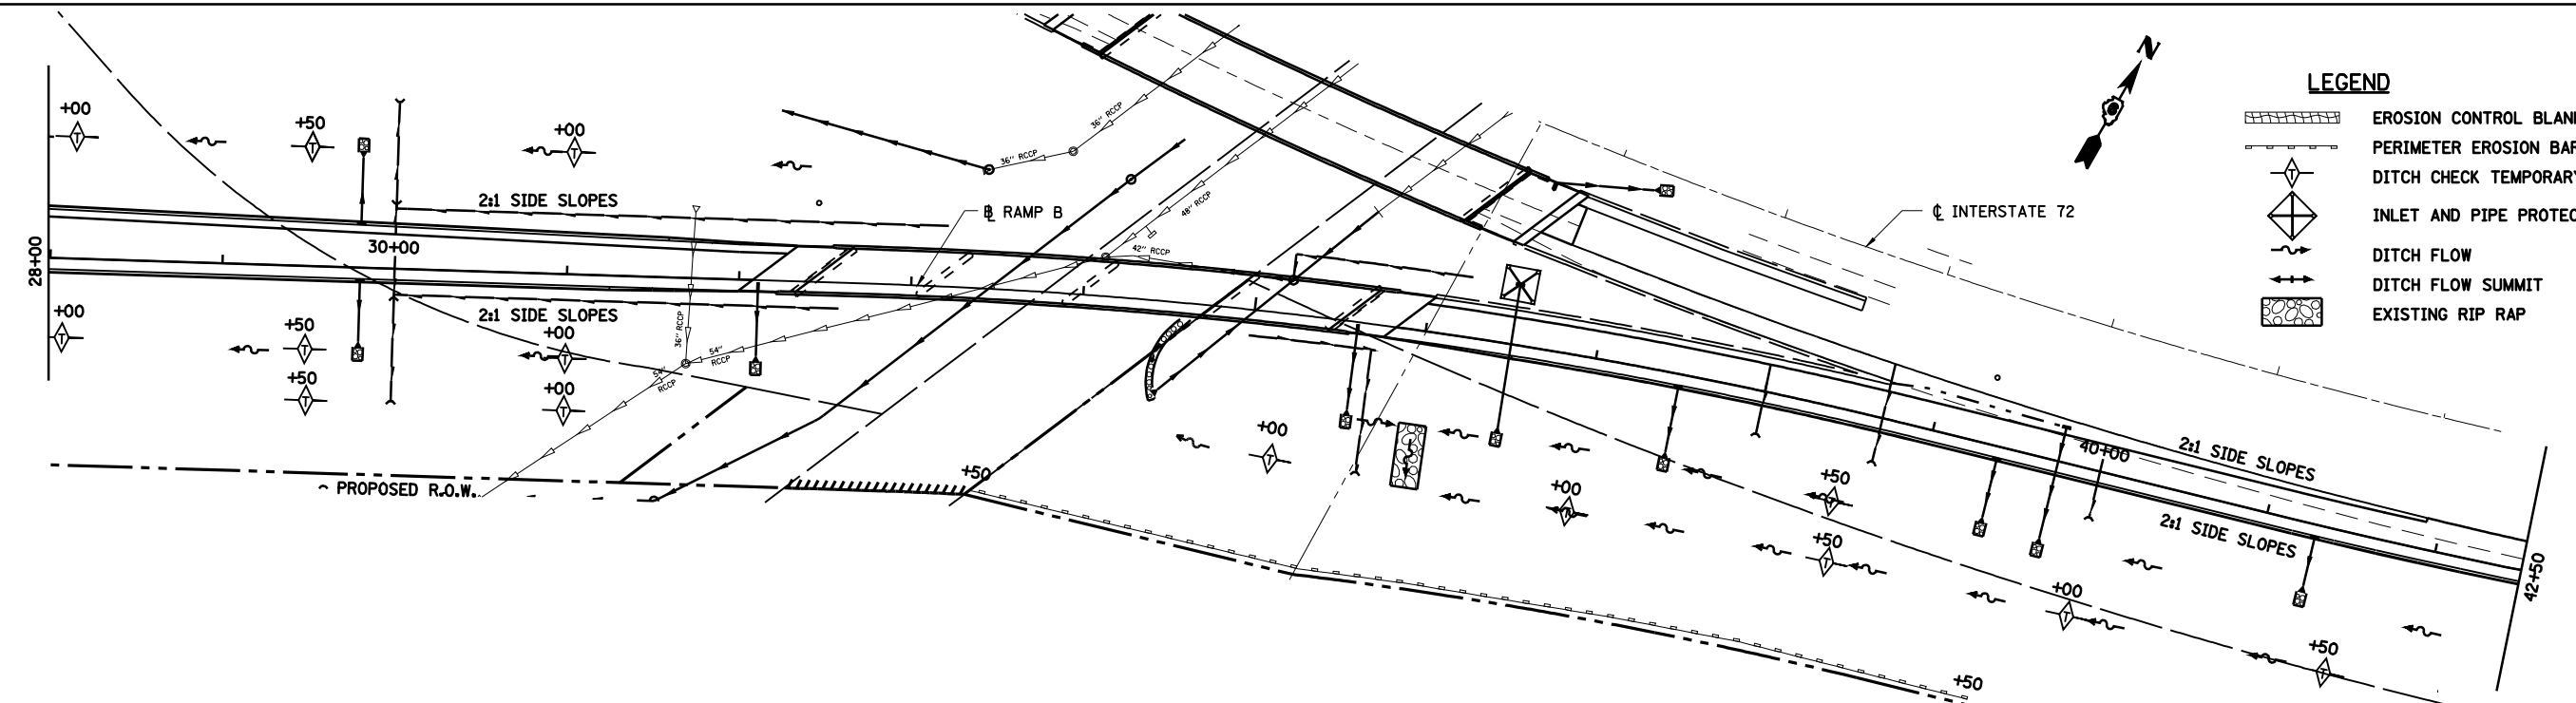 N
LEGEND
EROSION CONTROL BLAN
PERIMETER EROSION BAR
DITCH CHECK TEMPORARY
INLET AND PIPE PROTEC
DITCH FLOW
DITCH FLOW SUMMIT
EXISTING RIP RAP
+00
+50
+00
36" RCCP
36" RCCP
48" RCCP
42" RCCP
2:1 SIDE SLOPES
℄ RAMP B
℄ INTERSTATE 72
28+00
30+00
2:1 SIDE SLOPES
+00
+50
+00
36" RCCP
54" RCCP
54" RCCP
+50
+00
T
T
T
T
T
T
T
T
PROPOSED R.O.W.
+50
+00
T
+00
T
+50
T
+50
T
+00
T
+50
T
+50
40+00
2:1 SIDE SLOPES
2:1 SIDE SLOPES
42+50